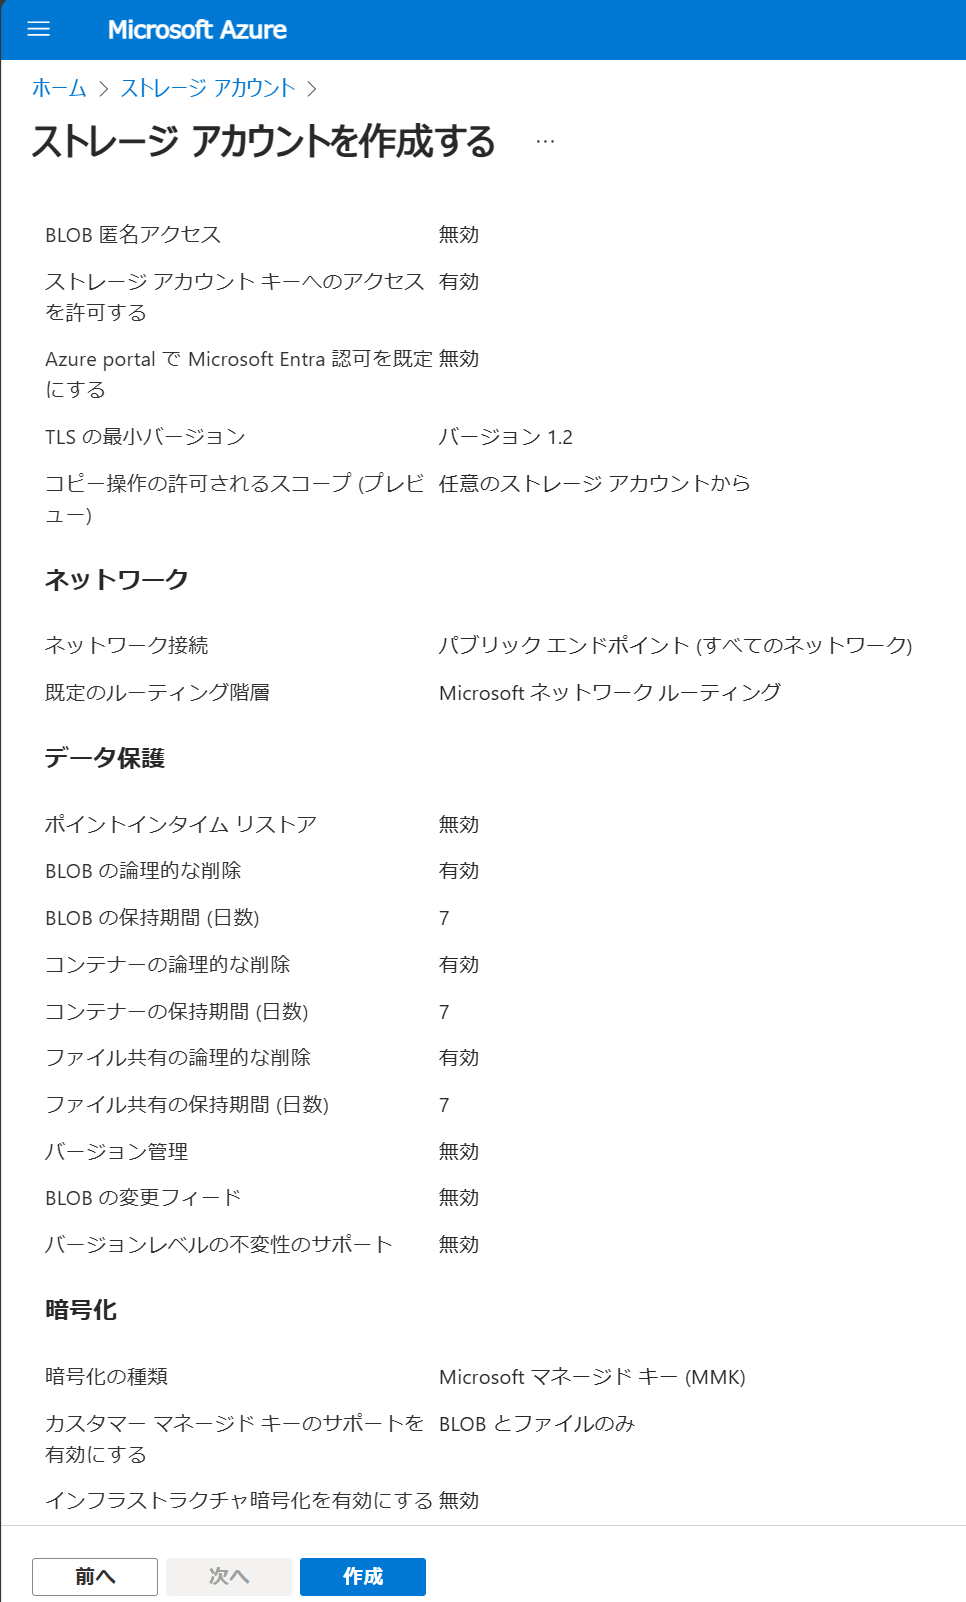 Microsoft Azure
ホーム > ストレージ アカウント >
ストレージ アカウントを作成する ...
BLOB 匿名アクセス 無効
ストレージ アカウント キーへのアクセス 有効
を許可する
Azure portal で Microsoft Entra 認可を既定 無効
にする
TLS の最小バージョン バージョン 1.2
コピー操作の許可されるスコープ (プレビ 任意のストレージ アカウントから
ュー)
ネットワーク
ネットワーク接続 パブリック エンドポイント (すべてのネットワーク)
既定のルーティング階層 Microsoft ネットワーク ルーティング
データ保護
ポイントインタイム リストア 無効
BLOB の論理的な削除 有効
BLOB の保持期間 (日数) 7
コンテナーの論理的な削除 有効
コンテナーの保持期間 (日数) 7
ファイル共有の論理的な削除 有効
ファイル共有の保持期間 (日数) 7
バージョン管理 無効
BLOB の変更フィード 無効
バージョンレベルの不変性のサポート 無効
暗号化
暗号化の種類 Microsoft マネージド キー (MMK)
カスタマー マネージド キーのサポートを BLOB とファイルのみ
有効にする
インフラストラクチャ暗号化を有効にする 無効
前へ 次へ 作成